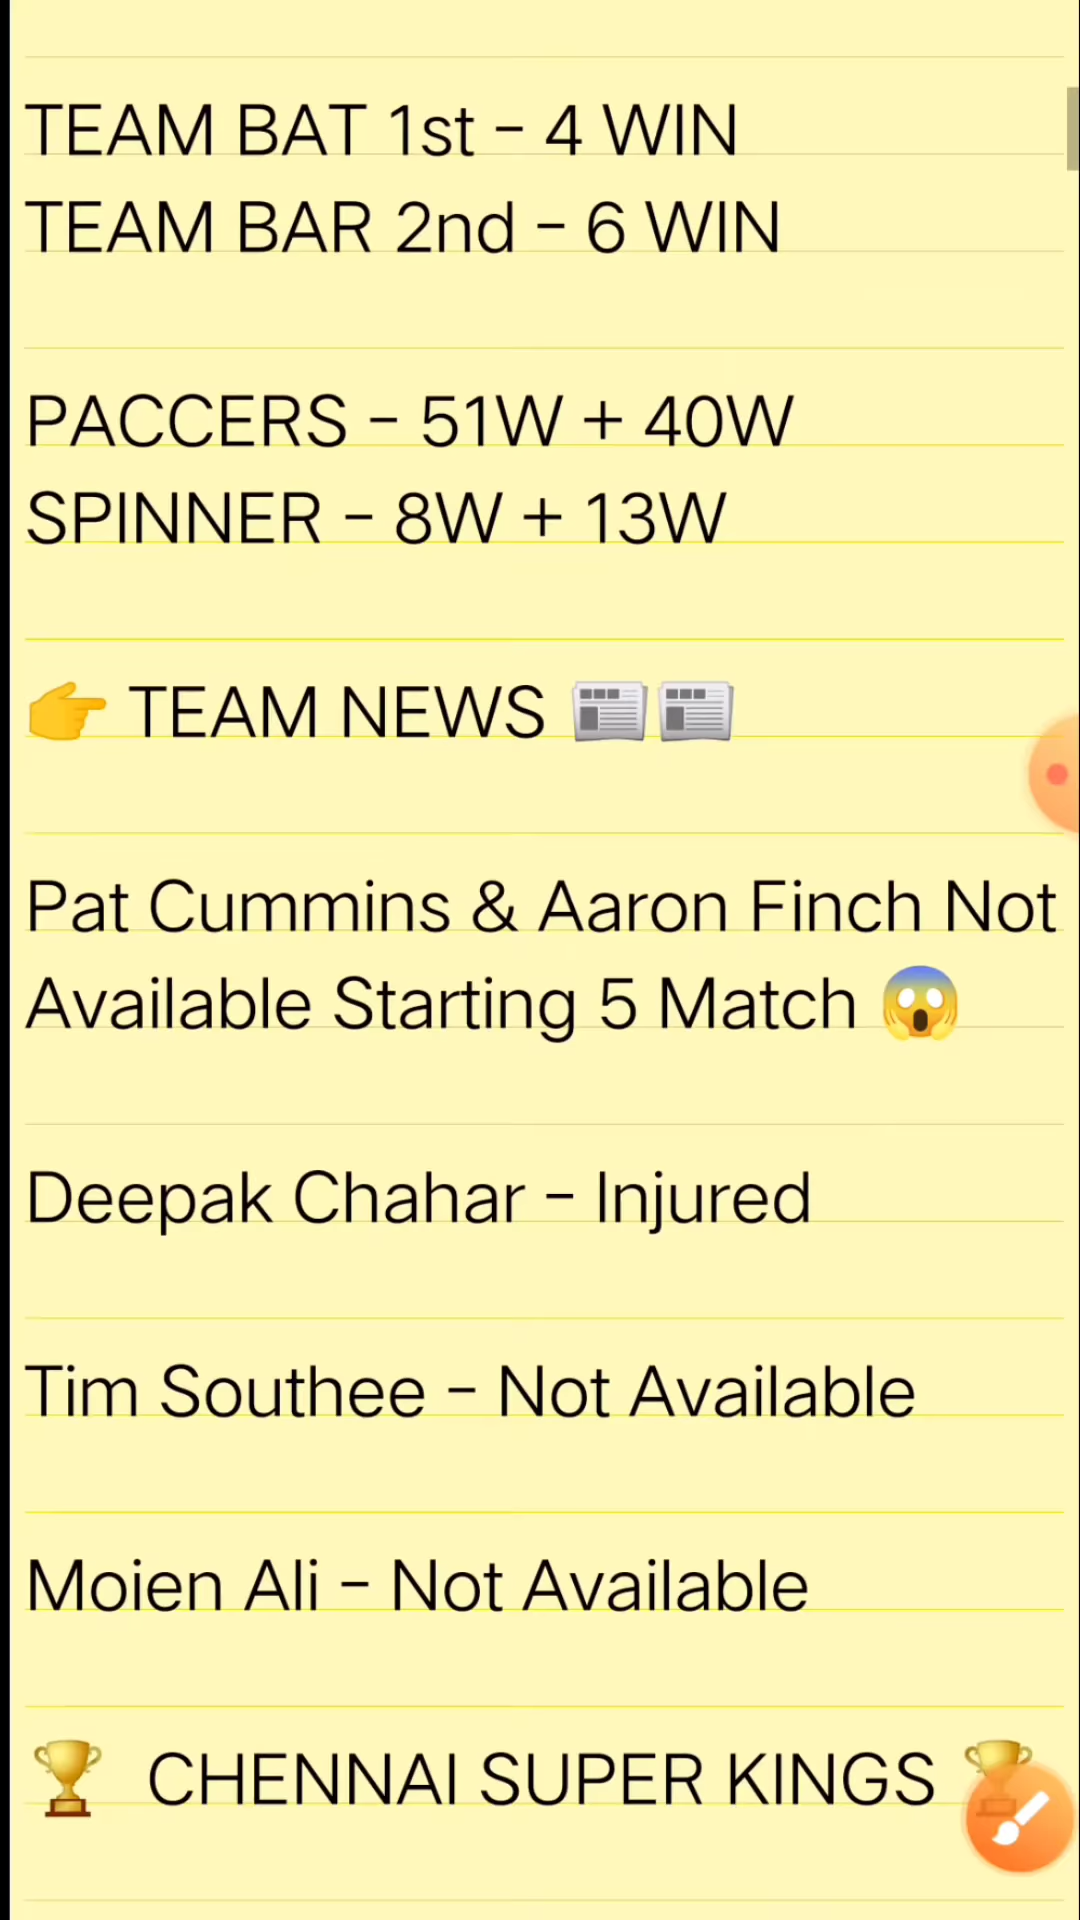 TEAM BAT 1st - 4 WIN
TEAM BAR 2nd - 6 WIN
PACCERS - 51W + 40W
SPINNER - 8W + 13W
👉 TEAM NEWS 📰📰
Pat Cummins & Aaron Finch Not
Available Starting 5 Match 😱
Deepak Chahar - Injured
Tim Southee - Not Available
Moien Ali - Not Available
🏆 CHENNAI SUPER KINGS 🏆